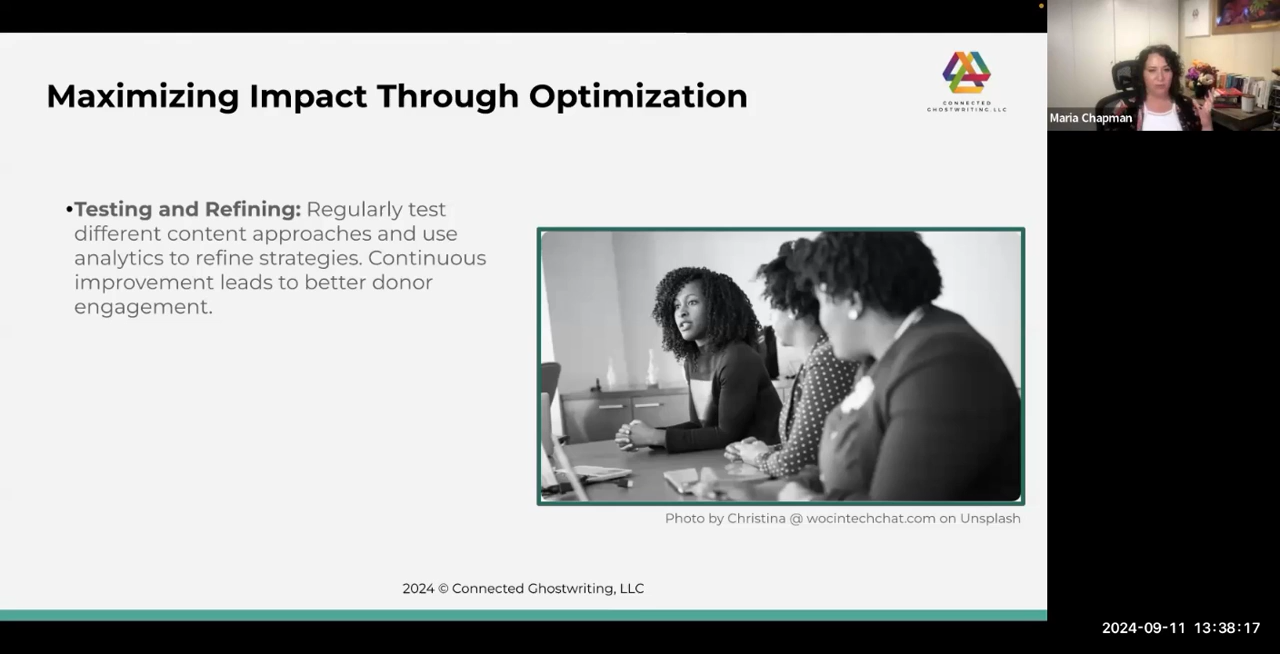 Maximizing Impact Through Optimization
CONNECTED
GHOSTWRITING, LLC
Maria Chapman
•Testing and Refining: Regularly test
different content approaches and use
analytics to refine strategies. Continuous
improvement leads to better donor
engagement.
Photo by Christina @ wocintechchat.com on Unsplash
2024 © Connected Ghostwriting, LLC
2024-09-11 13:38:17